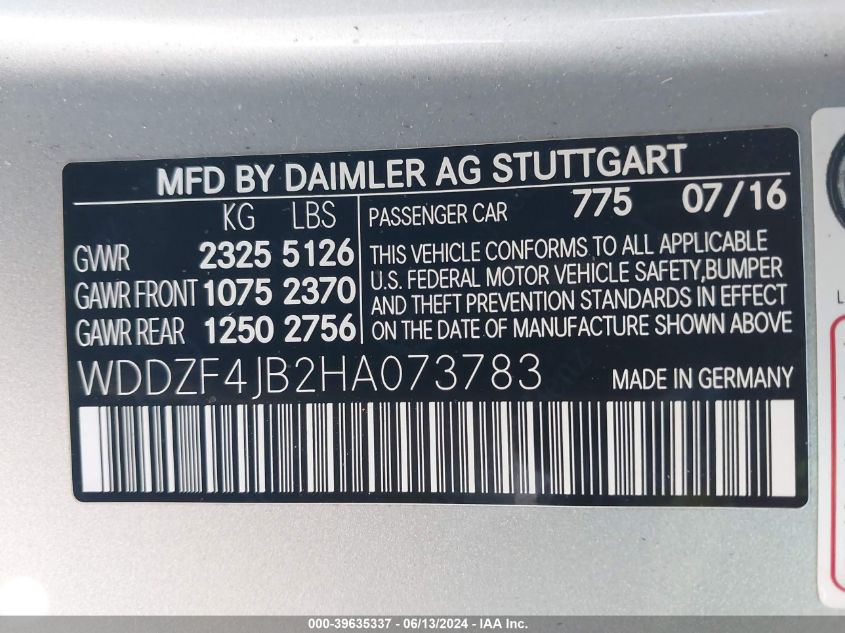 MFD BY DAIMLER AG STUTTGART
KG LBS PASSENGER CAR 775 07/16
GVWR 2325 5126
GAWR FRONT 1075 2370
GAWR REAR 1250 2756
THIS VEHICLE CONFORMS TO ALL APPLICABLE
U.S. FEDERAL MOTOR VEHICLE SAFETY,BUMPER
AND THEFT PREVENTION STANDARDS IN EFFECT
ON THE DATE OF MANUFACTURE SHOWN ABOVE
WDDZF4JB2HA073783 MADE IN GERMANY
L
000-39635337 - 06/13/2024 - IAAI.com